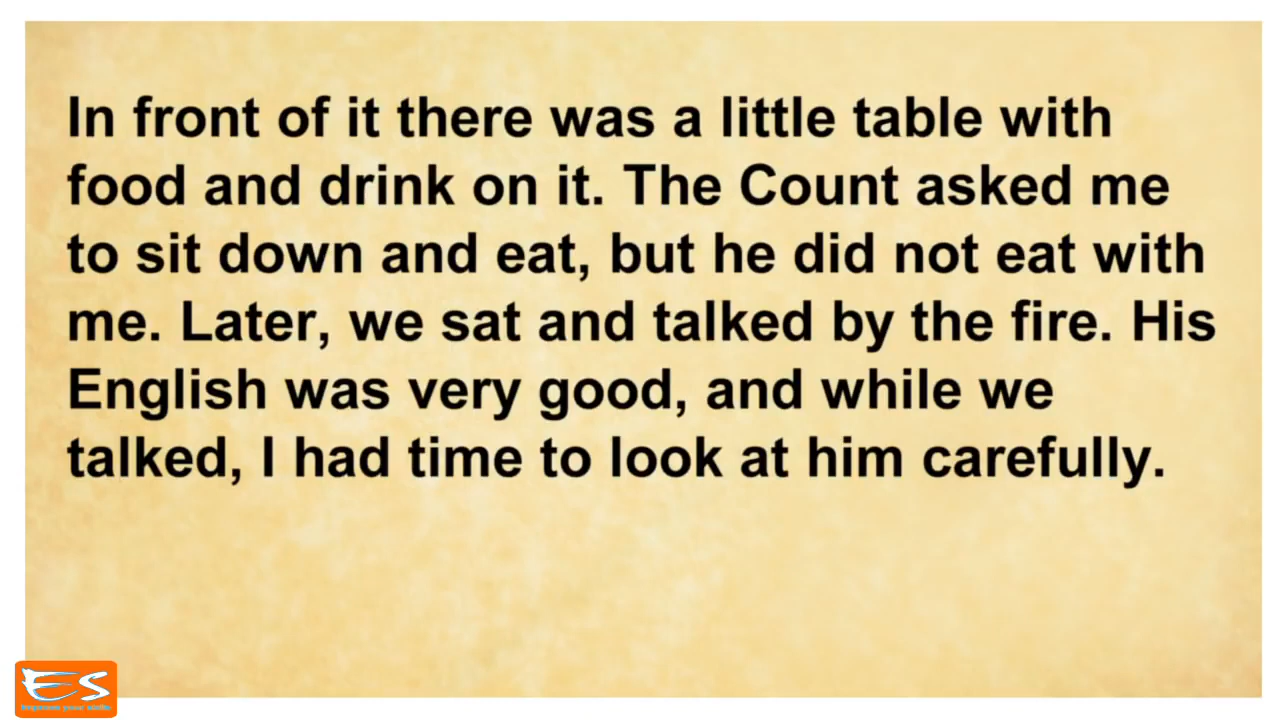 In front of it there was a little table with
food and drink on it. The Count asked me
to sit down and eat, but he did not eat with
me. Later, we sat and talked by the fire. His
English was very good, and while we
talked, I had time to look at him carefully.
ES